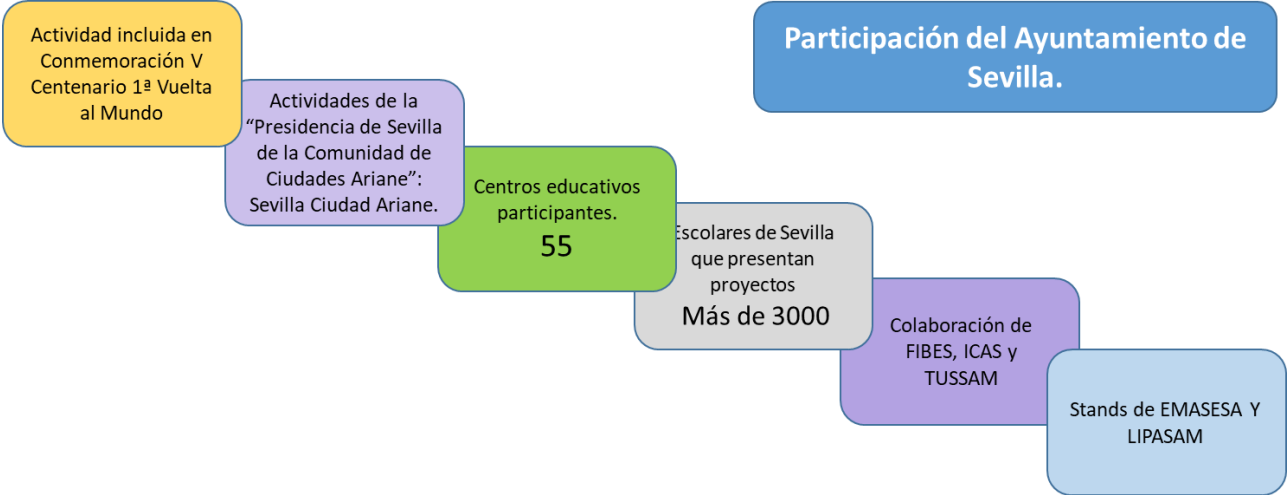 Actividad incluida en
Conmemoración V
Centenario 1ª Vuelta
al Mundo
Participación del Ayuntamiento de
Sevilla.
Actividades de la
“Presidencia de Sevilla
de la Comunidad de
Ciudades Ariane”:
Sevilla Ciudad Ariane.
Centros educativos
participantes.
55
Escolares de Sevilla
que presentan
proyectos
Más de 3000
Colaboración de
FIBES, ICAS y
TUSSAM
Stands de EMASESA Y
LIPASAM